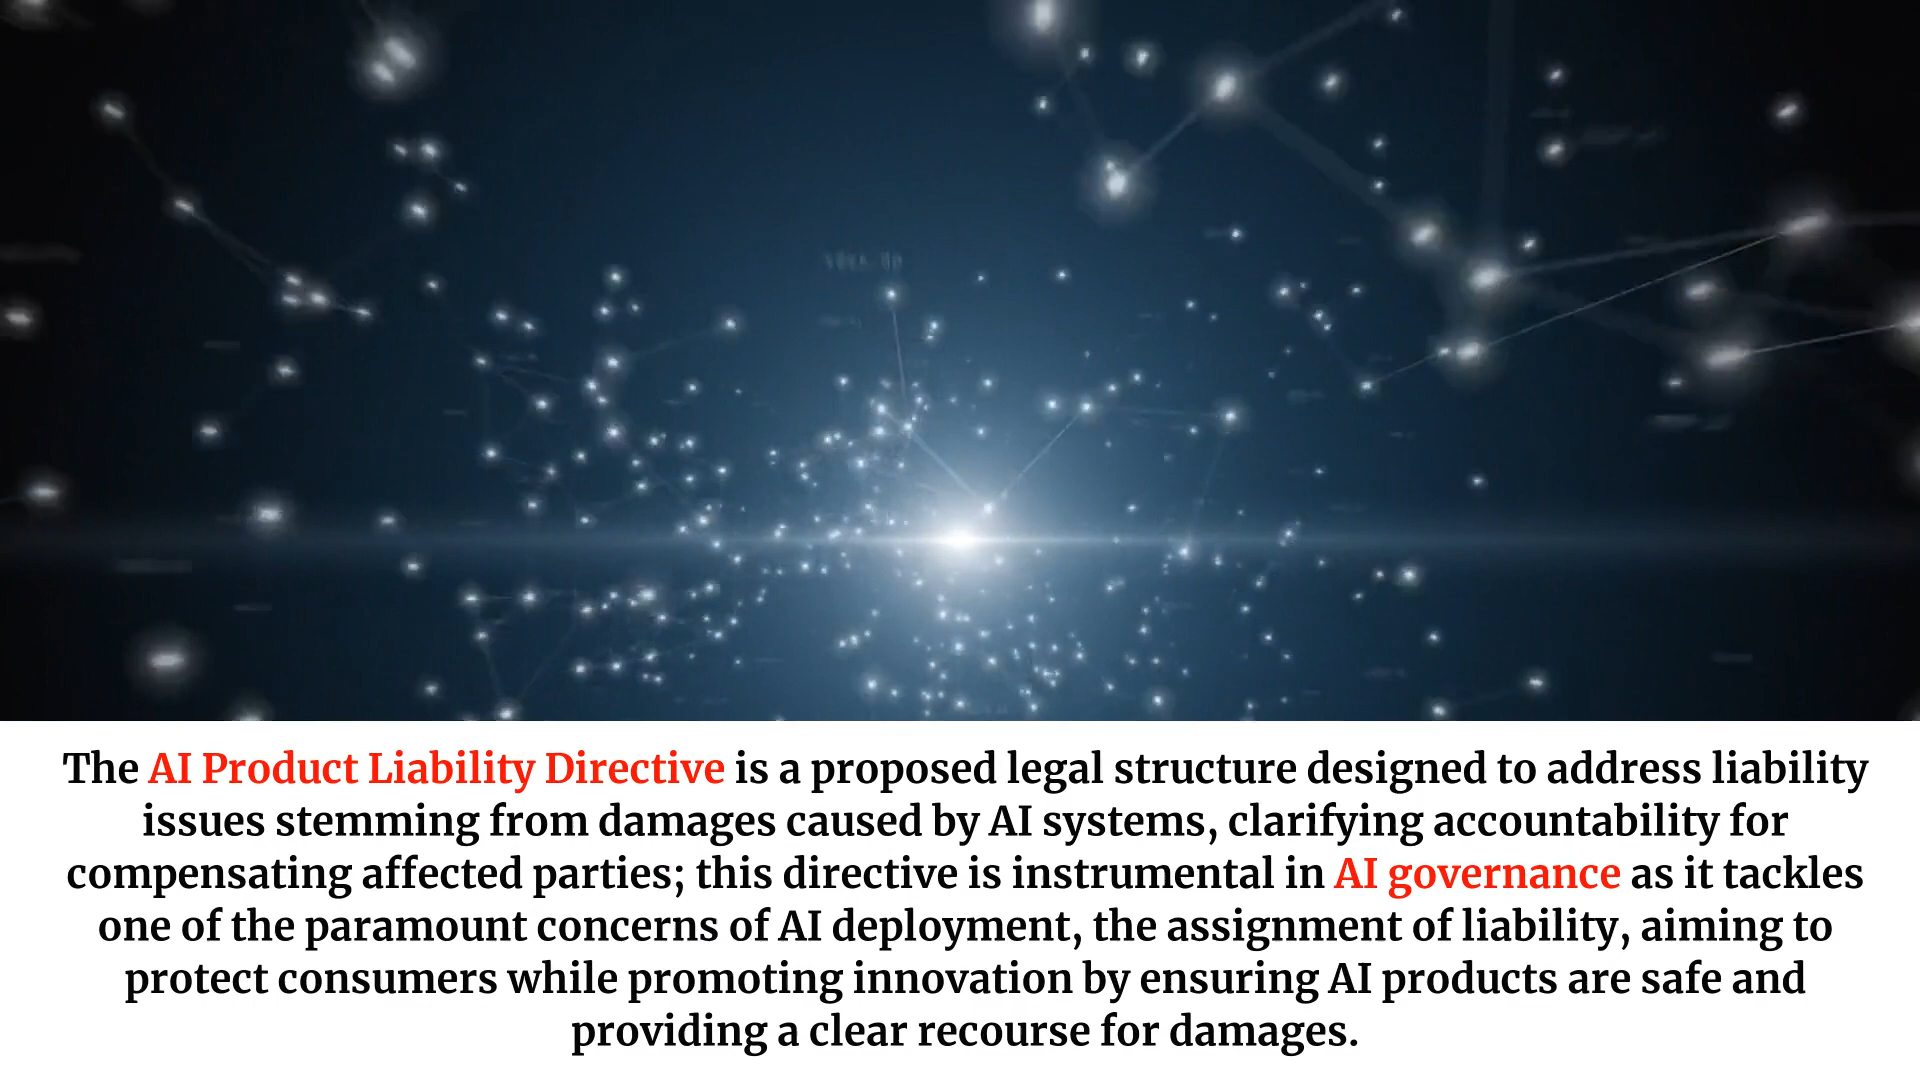 The AI Product Liability Directive is a proposed legal structure designed to address liability
issues stemming from damages caused by AI systems, clarifying accountability for
compensating affected parties; this directive is instrumental in AI governance as it tackles
one of the paramount concerns of AI deployment, the assignment of liability, aiming to
protect consumers while promoting innovation by ensuring AI products are safe and
providing a clear recourse for damages.